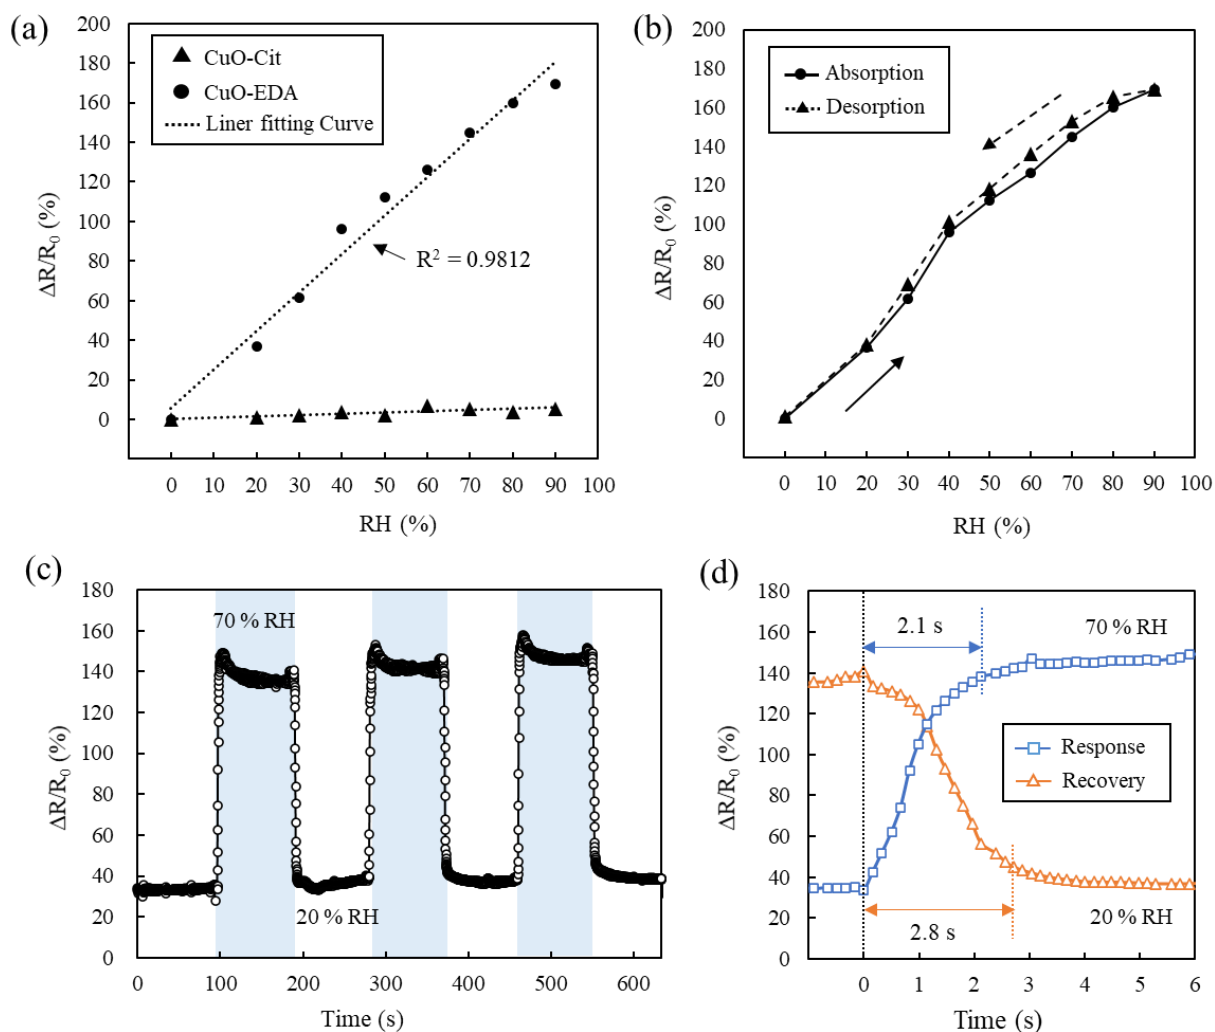 (a)
200
180
160
140
120
100
80
60
40
20
0
ΔR/R₀ (%)
CuO-Cit
CuO-EDA
Liner fitting Curve
R² = 0.9812
0 10 20 30 40 50 60 70 80 90 100
RH (%)
(b)
200
180
160
140
120
100
80
60
40
20
0
ΔR/R₀ (%)
Absorption
Desorption
0 10 20 30 40 50 60 70 80 90 100
RH (%)
(c)
180
160
140
120
100
80
60
40
20
0
ΔR/R₀ (%)
70 % RH
20 % RH
0 100 200 300 400 500 600
Time (s)
(d)
180
160
140
120
100
80
60
40
20
0
ΔR/R₀ (%)
2.1 s
70 % RH
Response
Recovery
2.8 s
20 % RH
0 1 2 3 4 5 6
Time (s)